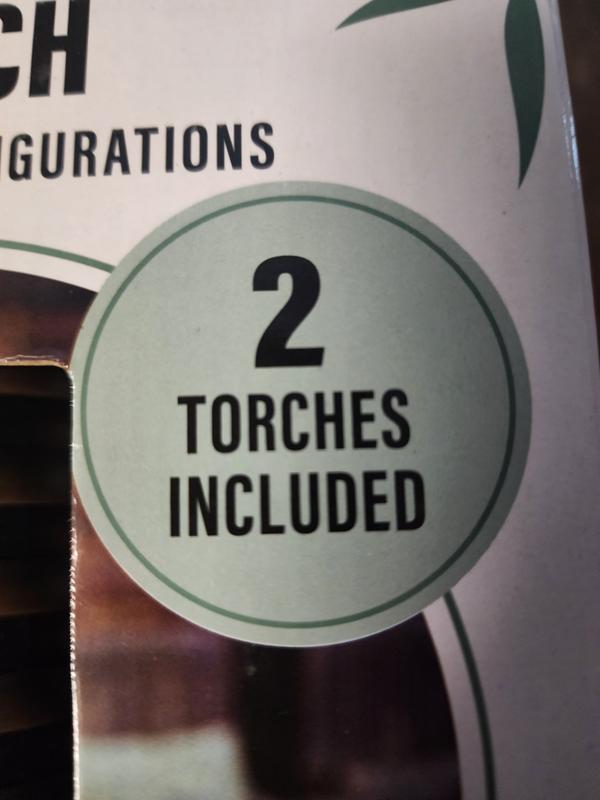 CH
IGURATIONS
2
TORCHES
INCLUDED